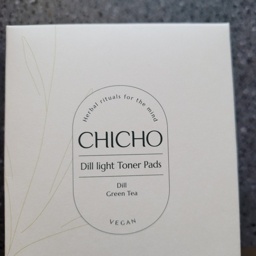 Herbal rituals for the mind
CHICHO
Dill light Toner Pads
Dill
Green Tea
VEGAN